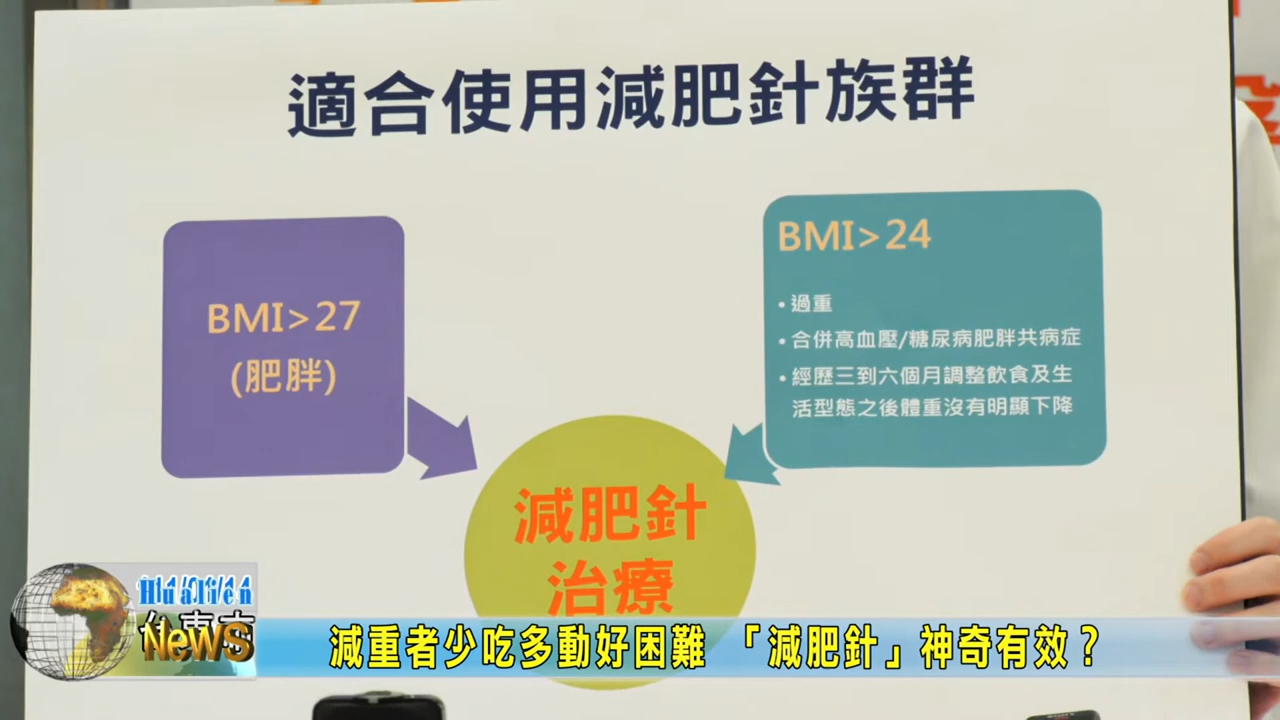 適合使用減肥針族群
BMI>27
(肥胖)
BMI>24
• 過重
• 合併高血壓/糖尿病肥胖共病症
• 經歷三到六個月調整飲食及生
活型態之後體重沒有明顯下降
減肥針
治療
Hualien
News
減重者少吃多動好困難 「減肥針」神奇有效？